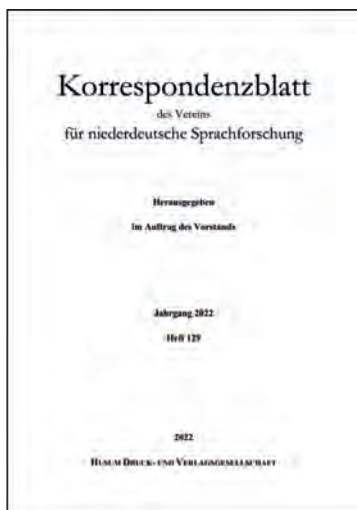 Korrespondenzblatt
des Vereins
für niederdeutsche Sprachforschung
Herausgegeben
im Auftrag des Vorstands
Jahrgang 2022
Heft 129
2022
HUSUM DRUCK- UND VERLAGSGESELLSCHAFT